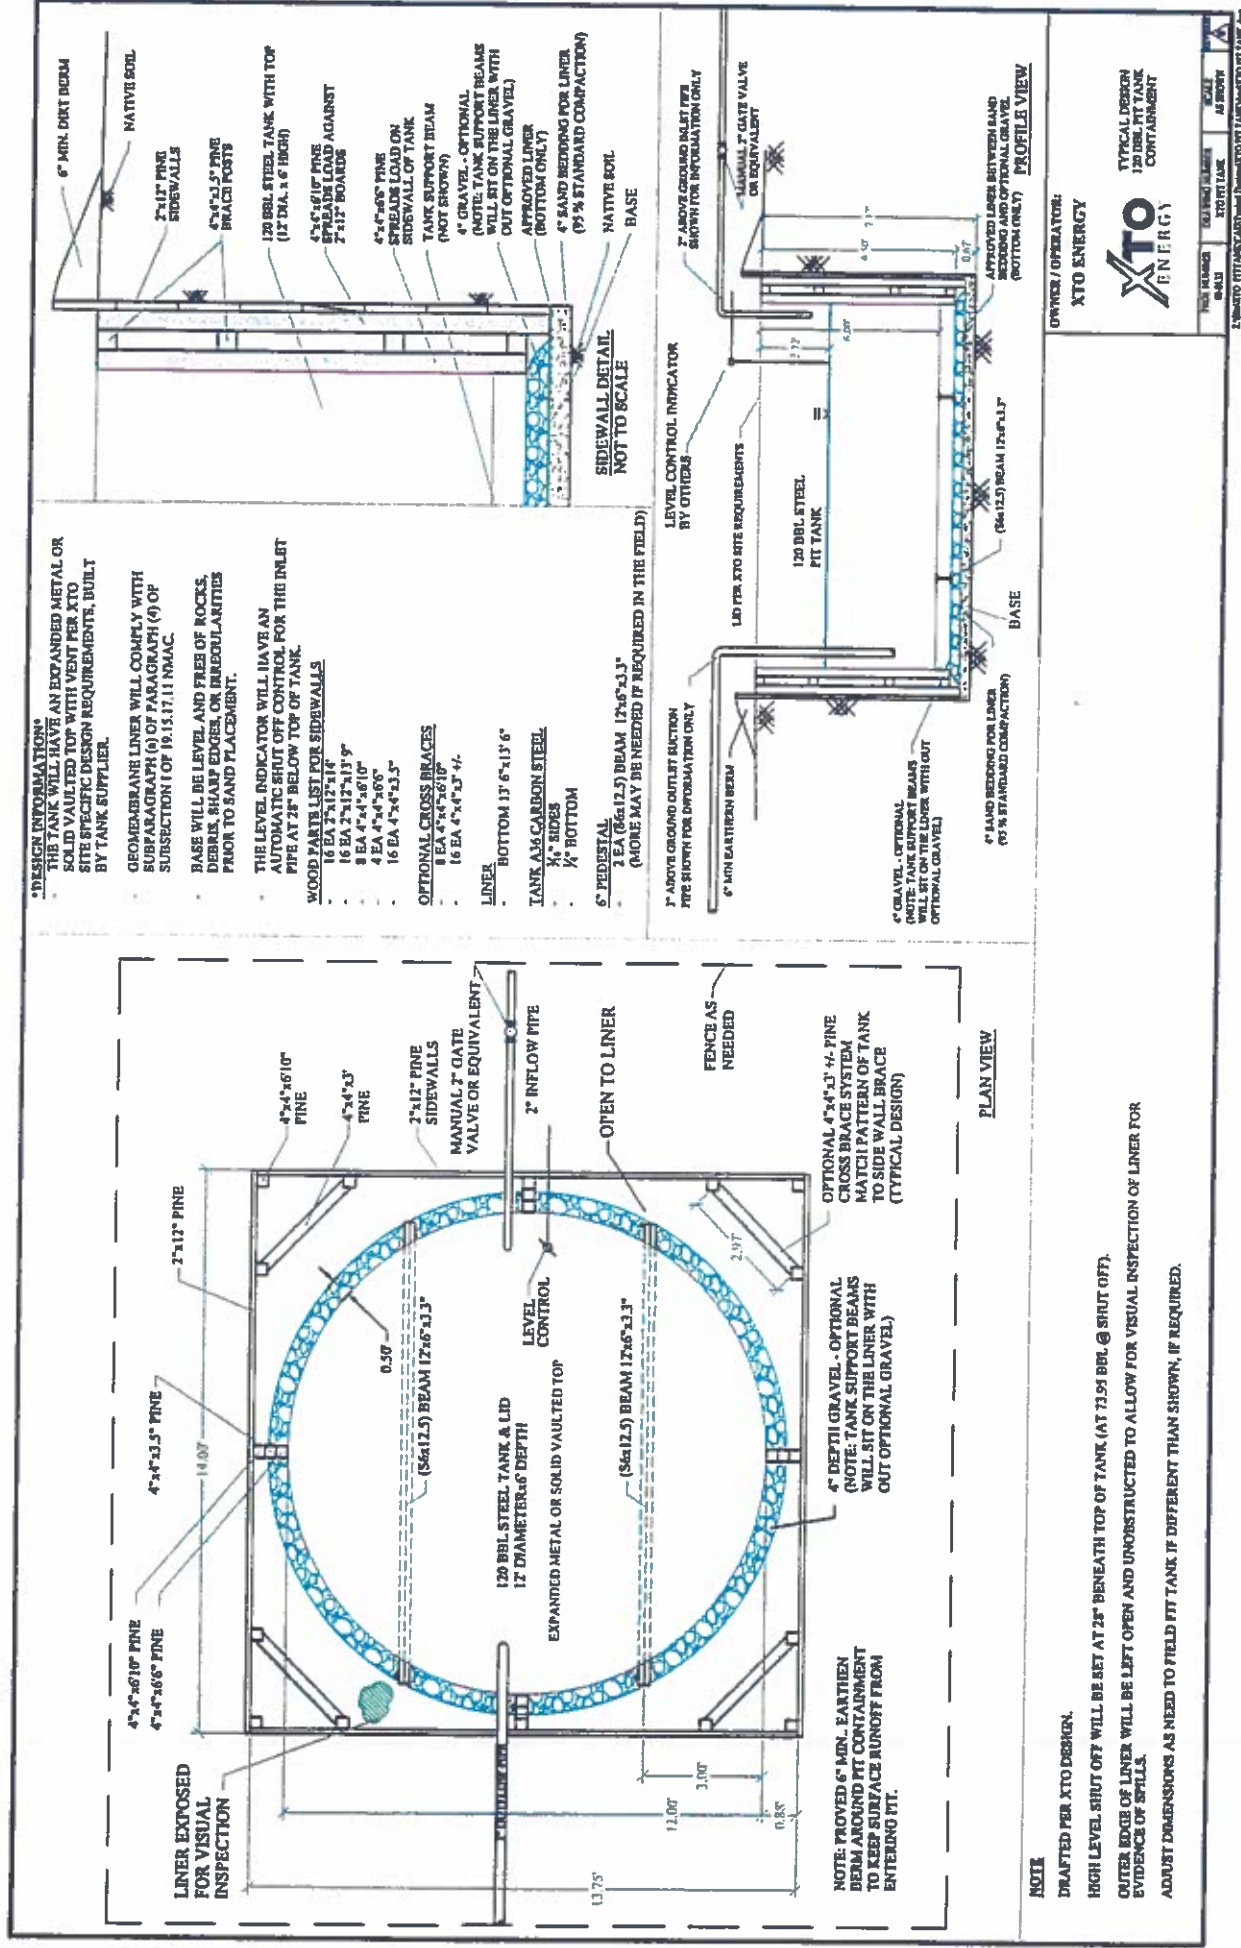 LINER EXPOSED
FOR VISUAL
INSPECTION
4"x4"x6'10" PINE
4"x4"x6'6" PINE
4"x4"x3.5" PINE
2"x12" PINE
14.00'
4"x4"x6'10"
PINE
4"x4"x3'
PINE
2"x12" PINE
SIDEWALLS
MANUAL 2" GATE
VALVE OR EQUIVALENT
2" INFLOW PIPE
OPEN TO LINER
FENCE AS
NEEDED
0.50'
(S6x12.5) BEAM 12'x6"x3.3"
LEVEL
CONTROL
120 BBL STEEL TANK & LID
12' DIAMETERx6' DEPTH
EXPANDED METAL OR SOLID VAULTED TOP
(S6x12.5) BEAM 12'x6"x3.3"
13.75'
12.00'
3.00'
0.88'
2.97'
OPTIONAL 4"x4"x3' +/- PINE
CROSS BRACE SYSTEM
MATCH PATTERN OF TANK
TO SIDE WALL BRACE
(TYPICAL DESIGN)
4" DEPTH GRAVEL - OPTIONAL
(NOTE: TANK SUPPORT BEAMS
WILL SIT ON THE LINER WITH
OUT OPTIONAL GRAVEL)
NOTE: PROVED 6" MIN.. EARTHEN
BERM AROUND PIT CONTAINMENT
TO KEEP SURFACE RUNOFF FROM
ENTERING PIT.
PLAN VIEW
NOTE
DRAFTED PER XTO DESIGN.
HIGH LEVEL SHUT OFF WILL BE SET AT 28" BENEATH TOP OF TANK (AT 73.95 BBL @ SHUT OFF).
OUTER EDGE OF LINER WILL BE LEFT OPEN AND UNOBSTRUCTED TO ALLOW FOR VISUAL INSPECTION OF LINER FOR
EVIDENCE OF SPILLS.
ADJUST DIMENSIONS AS NEED TO FIELD FIT TANK IF DIFFERENT THAN SHOWN, IF REQUIRED.
*DESIGN INFORMATION*
- THE TANK WILL HAVE AN EXPANDED METAL OR
SOLID VAULTED TOP WITH VENT PER XTO
SITE SPECIFIC DESIGN REQUIREMENTS, BUILT
BY TANK SUPPLIER.
- GEOMEMBRANE LINER WILL COMPLY WITH
SUBPARAGRAPH (a) OF PARAGRAPH (4) OF
SUBSECTION I OF 19.15.17.11 NMAC.
- BASE WILL BE LEVEL AND FREE OF ROCKS,
DEBRIS, SHARP EDGES, OR IRREGULARITIES
PRIOR TO SAND PLACEMENT.
- THE LEVEL INDICATOR WILL HAVE AN
AUTOMATIC SHUT OFF CONTROL FOR THE INLET
PIPE AT 28" BELOW TOP OF TANK.
WOOD PARTS LIST FOR SIDEWALLS
- 16 EA 2"x12"x14'
- 16 EA 2"x12"x13'9"
- 8 EA 4"x4"x6'10"
- 4 EA 4"x4"x6'6"
- 16 EA 4"x4"x3.5"
OPTIONAL CROSS BRACES
- 8 EA 4"x4"x6'10"
- 16 EA 4"x4"x3' +/-
LINER
- BOTTOM 13' 6"x13' 6"
TANK A36 CARBON STEEL
- 3/16" SIDES
- 1/4" BOTTOM
6" PEDESTAL
- 2 EA (S6x12.5) BEAM 12'x6"x3.3"
(MORE MAY BE NEEDED IF REQUIRED IN THE FIELD)
6" MIN. DIRT BERM
NATIVE SOIL
2"x12" PINE
SIDEWALLS
4"x4"x3.5" PINE
BRACE POSTS
120 BBL STEEL TANK WITH TOP
(12' DIA. x 6' HIGH)
4"x4"x6'10" PINE
SPREADS LOAD AGAINST
2"x12" BOARDS
4"x4"x6'6" PINE
SPREADS LOAD ON
SIDEWALL OF TANK
TANK SUPPORT BEAM
(NOT SHOWN)
4" GRAVEL - OPTIONAL
(NOTE: TANK SUPPORT BEAMS
WILL SIT ON THE LINER WITH
OUT OPTIONAL GRAVEL)
APPROVED LINER
(BOTTOM ONLY)
4" SAND BEDDING FOR LINER
(95 % STANDARD COMPACTION)
NATIVE SOIL
BASE
SIDEWALL DETAIL
NOT TO SCALE
3" ABOVE GROUND OUTLET SUCTION
PIPE SHOWN FOR INFORMATION ONLY
6" MIN EARTHERN BERM
LEVEL CONTROL INDICATOR
BY OTHERS
LID PER XTO SITE REQUIREMENTS
2" ABOVE GROUND INLET PIPE
SHOWN FOR INFORMATION ONLY
MANUAL 2" GATE VALVE
OR EQUIVALENT
120 BBL STEEL
PIT TANK
6.00'
0.67'
4" GRAVEL - OPTIONAL
(NOTE: TANK SUPPORT BEAMS
WILL SIT ON THE LINER WITH OUT
OPTIONAL GRAVEL)
4" SAND BEDDING FOR LINER
(95 % STANDARD COMPACTION)
BASE
(S6x12.5) BEAM 12'x6"x3.3"
APPROVED LINER BETWEEN SAND
BEDDING AND OPTIONAL GRAVEL
(BOTTOM ONLY)
PROFILE VIEW
OWNER / OPERATOR:
XTO ENERGY
XTO
ENERGY
TYPICAL DESIGN
120 BBL PIT TANK
CONTAINMENT
SCALE
AS SHOWN
XTO PIT TANK